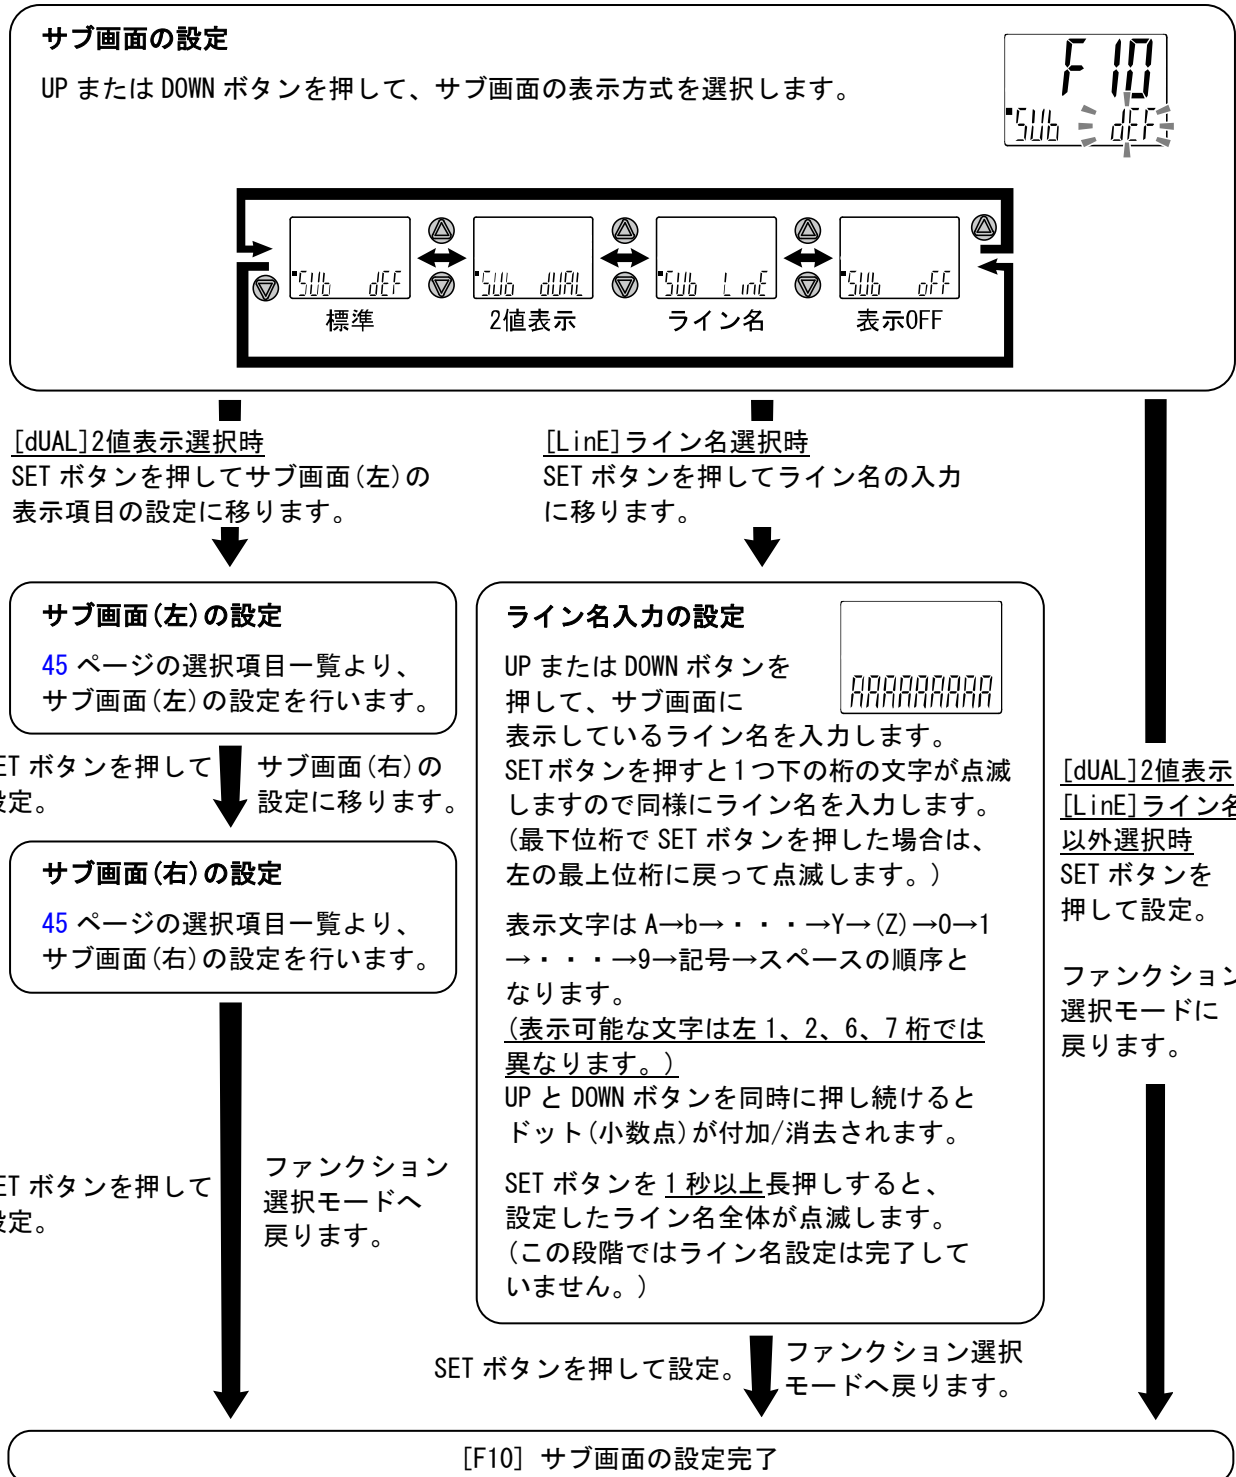 サブ画面の設定
UP または DOWN ボタンを押して、サブ画面の表示方式を選択します。
F 10
SUb dEF
SUb dEF
SUb dUAL
SUb LinE
SUb oFF
標準
2値表示
ライン名
表示OFF
[dUAL]2値表示選択時
SET ボタンを押してサブ画面(左)の
表示項目の設定に移ります。
[LinE]ライン名選択時
SET ボタンを押してライン名の入力
に移ります。
サブ画面(左)の設定
45 ページの選択項目一覧より、
サブ画面(左)の設定を行います。
ET ボタンを押して
定。
サブ画面(右)の
設定に移ります。
サブ画面(右)の設定
45 ページの選択項目一覧より、
サブ画面(右)の設定を行います。
ET ボタンを押して
定。
ファンクション
選択モードへ
戻ります。
ライン名入力の設定
AAAAAAAAA
UP または DOWN ボタンを
押して、サブ画面に
表示しているライン名を入力します。
SETボタンを押すと1つ下の桁の文字が点滅
しますので同様にライン名を入力します。
(最下位桁で SET ボタンを押した場合は、
左の最上位桁に戻って点滅します。)
表示文字は A→b→・・・→Y→(Z)→0→1
→・・・→9→記号→スペースの順序と
なります。
(表示可能な文字は左 1、2、6、7 桁では
異なります。)
UP と DOWN ボタンを同時に押し続けると
ドット(小数点)が付加/消去されます。
SET ボタンを 1 秒以上長押しすると、
設定したライン名全体が点滅します。
(この段階ではライン名設定は完了して
いません。)
SET ボタンを押して設定。
ファンクション選択
モードへ戻ります。
[dUAL]2値表示
[LinE]ライン名
以外選択時
SET ボタンを
押して設定。
ファンクション
選択モードに
戻ります。
[F10] サブ画面の設定完了